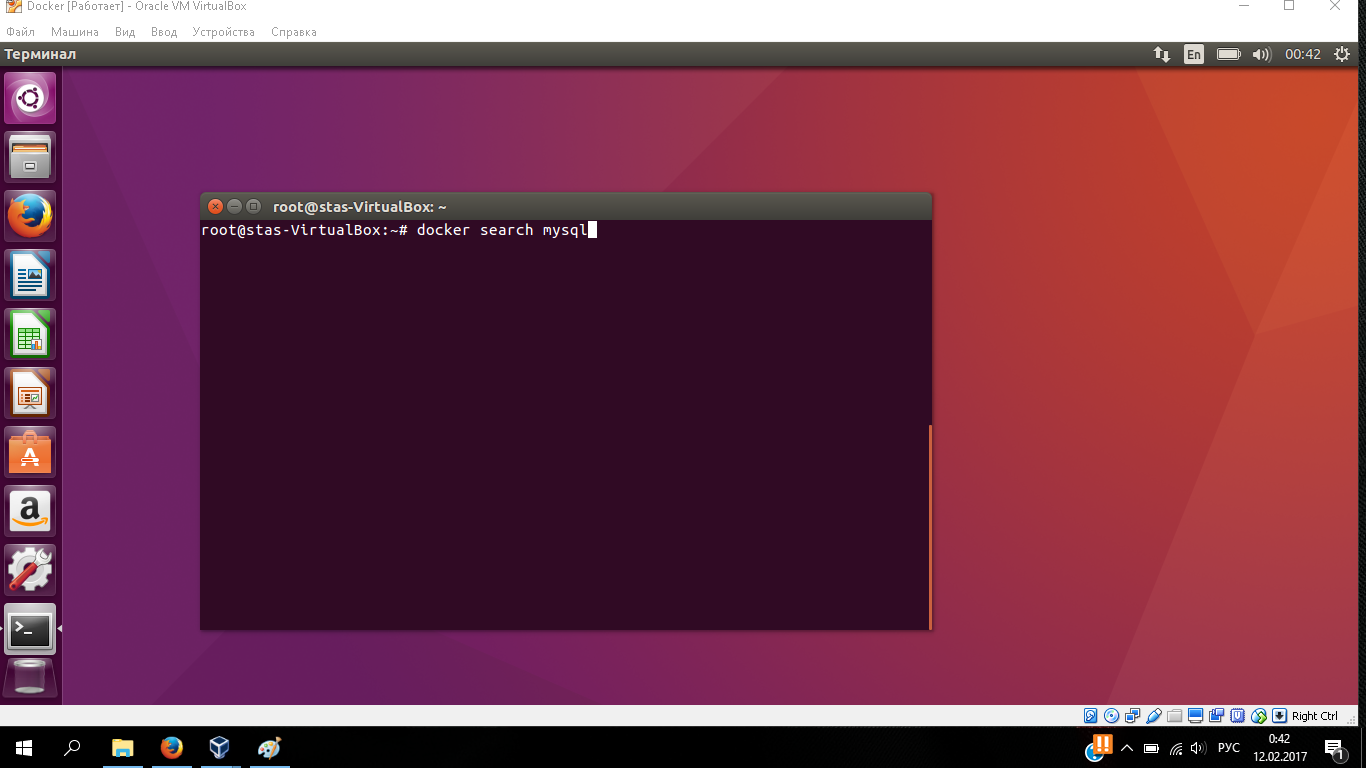 Docker [Работает] - Oracle VM VirtualBox
Файл Машина Вид Ввод Устройства Справка
Терминал
En
00:42
root@stas-VirtualBox: ~
root@stas-VirtualBox:~# docker search mysql
Right Ctrl
РУС
0:42
12.02.2017
1